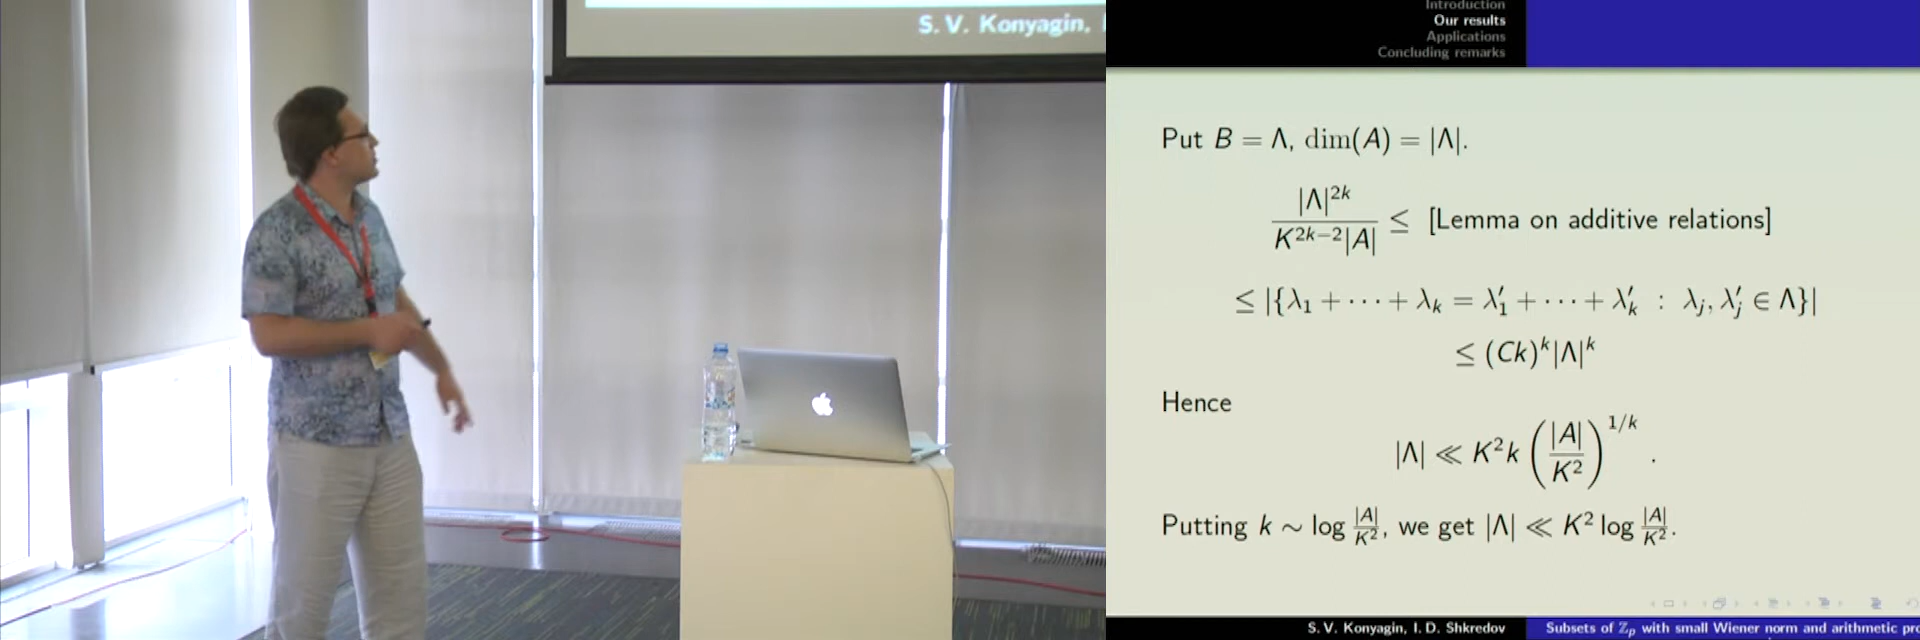 S. V. Konyagin,
Introduction
Our results
Applications
Concluding remarks
Put B = Λ, dim(A) = |Λ|.
|Λ|^{2k} / K^{2k−2}|A| ≤ [Lemma on additive relations]
≤ |{λ_1 + ⋯ + λ_k = λ′_1 + ⋯ + λ′_k : λ_j, λ′_j ∈ Λ}|
≤ (Ck)^k|Λ|^k
Hence
|Λ| ≪ K^2 k (|A| / K^2)^{1/k} .
Putting k ∼ log |A|/K^2, we get |Λ| ≪ K^2 log |A|/K^2.
S. V. Konyagin, I. D. Shkredov
Subsets of ℤ_p with small Wiener norm and arithmetic pro